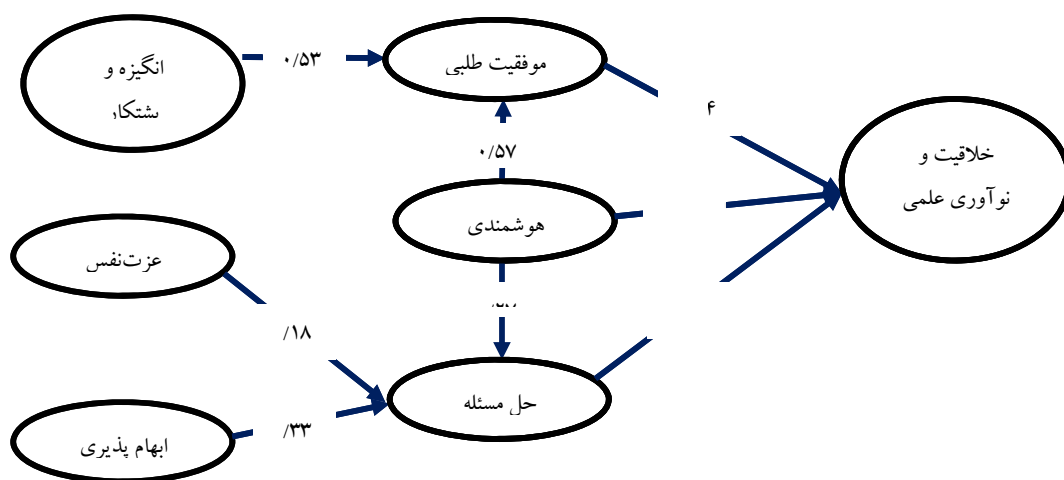 انگیزه و
پشتکار
۰/۵۳
موفقیت طلبی
۴
خلاقیت و
نوآوری علمی
۰/۵۷
هوشمندی
عزت‌نفس
/۱۸
حل مسئله
/۳۳
ابهام پذیری